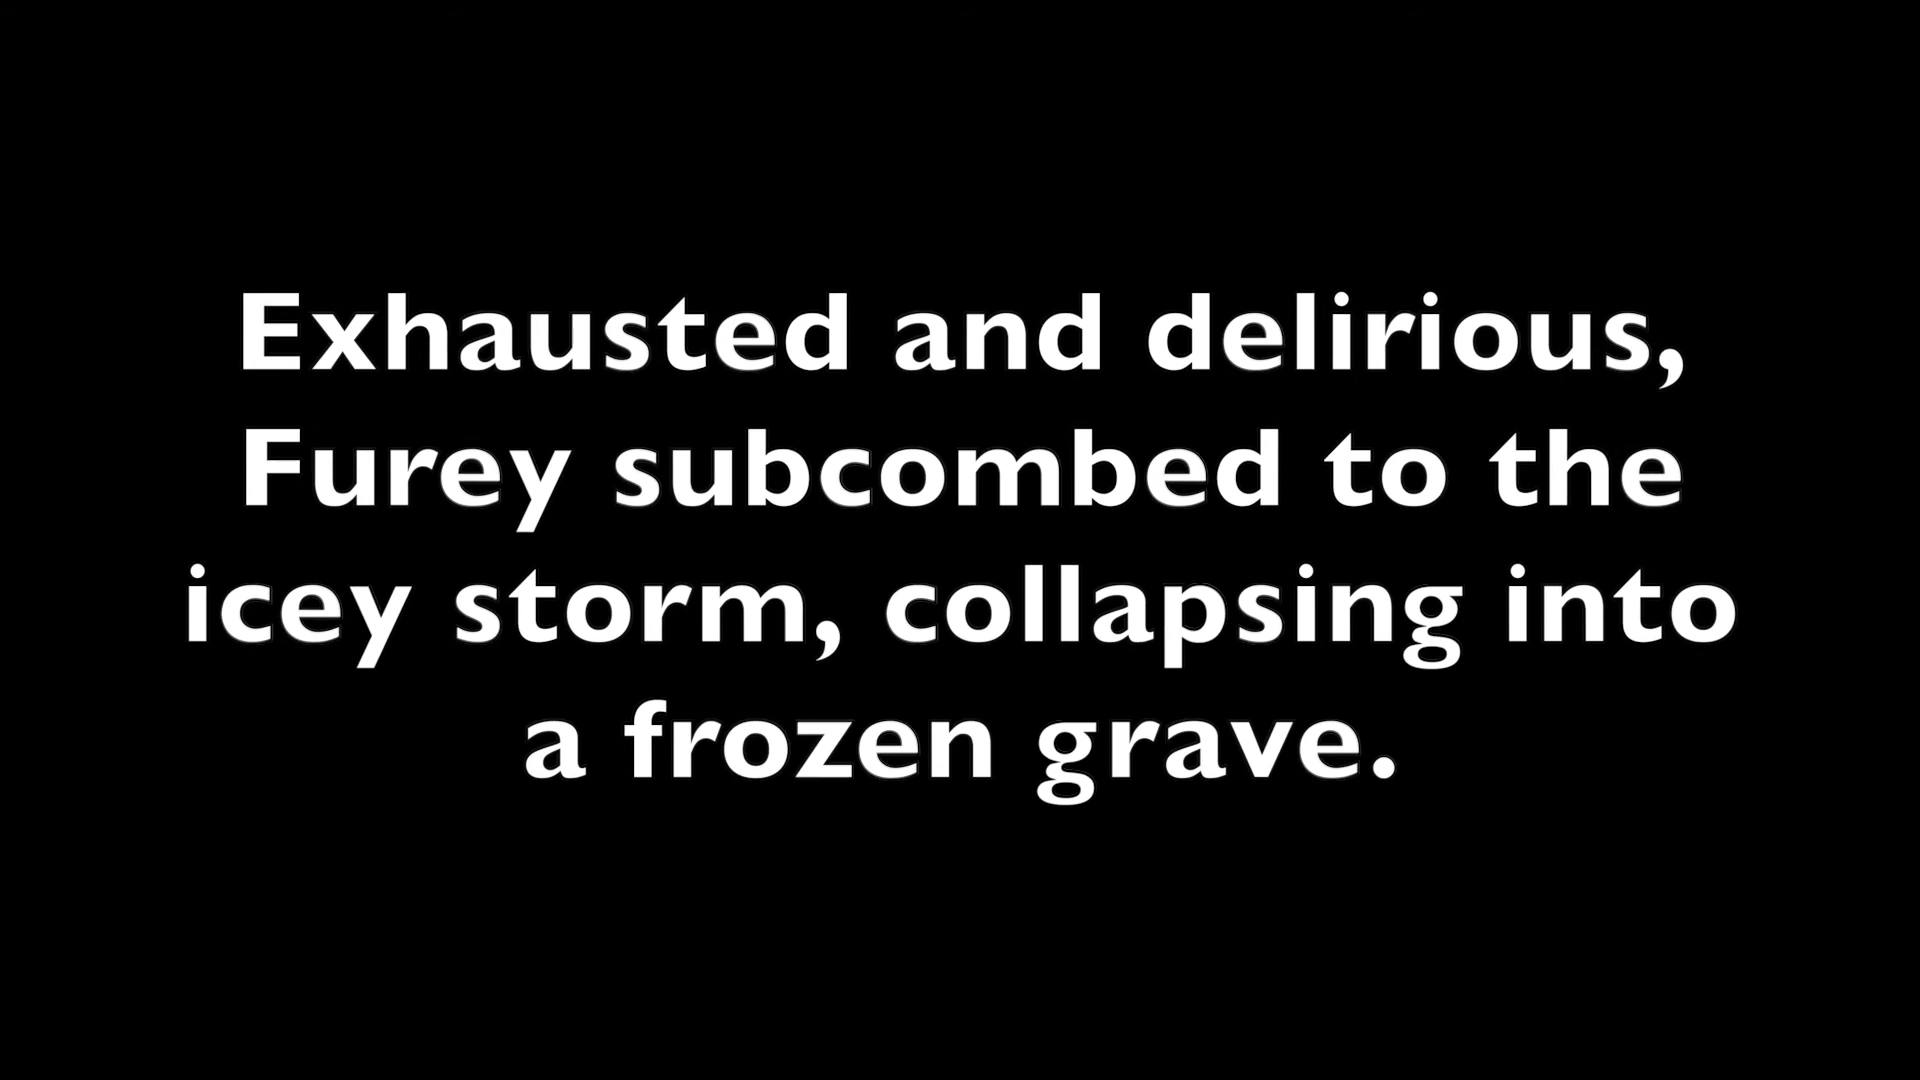 Exhausted and delirious,
Furey subcombed to the
icey storm, collapsing into
a frozen grave.